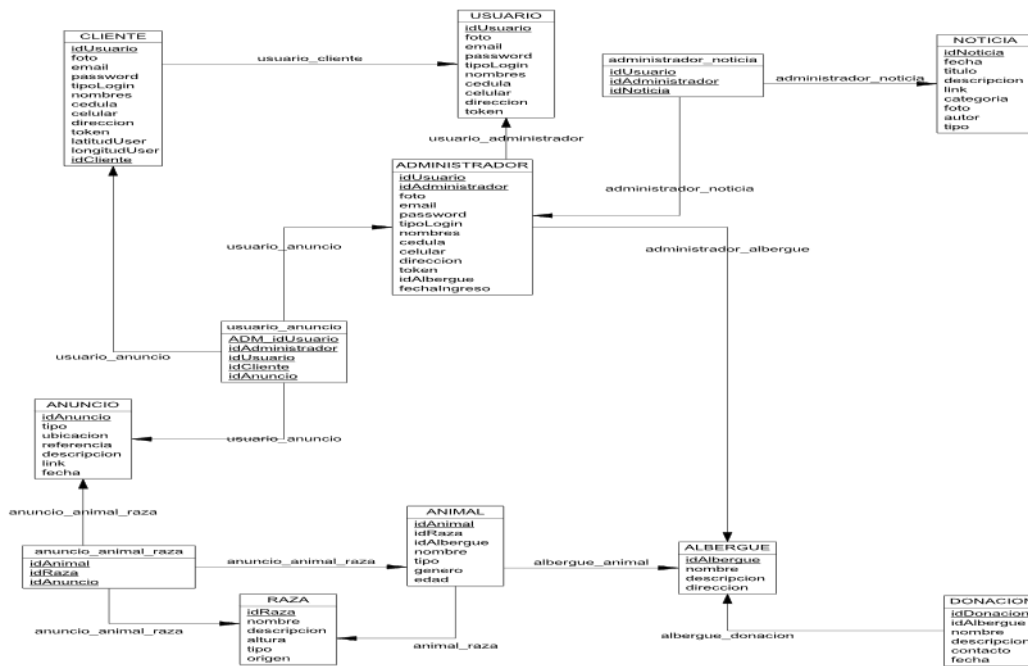 USUARIO
idUsuario
foto
email
password
tipoLogin
nombres
cedula
celular
direccion
token
CLIENTE
idUsuario
foto
email
password
tipoLogin
nombres
cedula
celular
direccion
token
latitudUser
longitudUser
idCliente
usuario_cliente
administrador_noticia
idUsuario
idAdministrador
idNoticia
administrador_noticia
NOTICIA
idNoticia
fecha
titulo
descripcion
link
categoria
foto
autor
tipo
usuario_administrador
ADMINISTRADOR
idUsuario
idAdministrador
foto
email
password
tipoLogin
nombres
cedula
celular
direccion
token
idAlbergue
fechaIngreso
administrador_noticia
usuario_anuncio
administrador_albergue
usuario_anuncio
ADM_idUsuario
idAdministrador
idUsuario
idCliente
idAnuncio
usuario_anuncio
ANUNCIO
idAnuncio
tipo
ubicacion
referencia
descripcion
link
fecha
usuario_anuncio
anuncio_animal_raza
ANIMAL
idAnimal
idRaza
idAlbergue
nombre
tipo
genero
edad
anuncio_animal_raza
idAnimal
idRaza
idAnuncio
anuncio_animal_raza
albergue_animal
ALBERGUE
idAlbergue
nombre
descripcion
direccion
RAZA
idRaza
nombre
descripcion
altura
tipo
origen
anuncio_animal_raza
animal_raza
albergue_donacion
DONACION
idDonacion
idAlbergue
nombre
descripcion
contacto
fecha